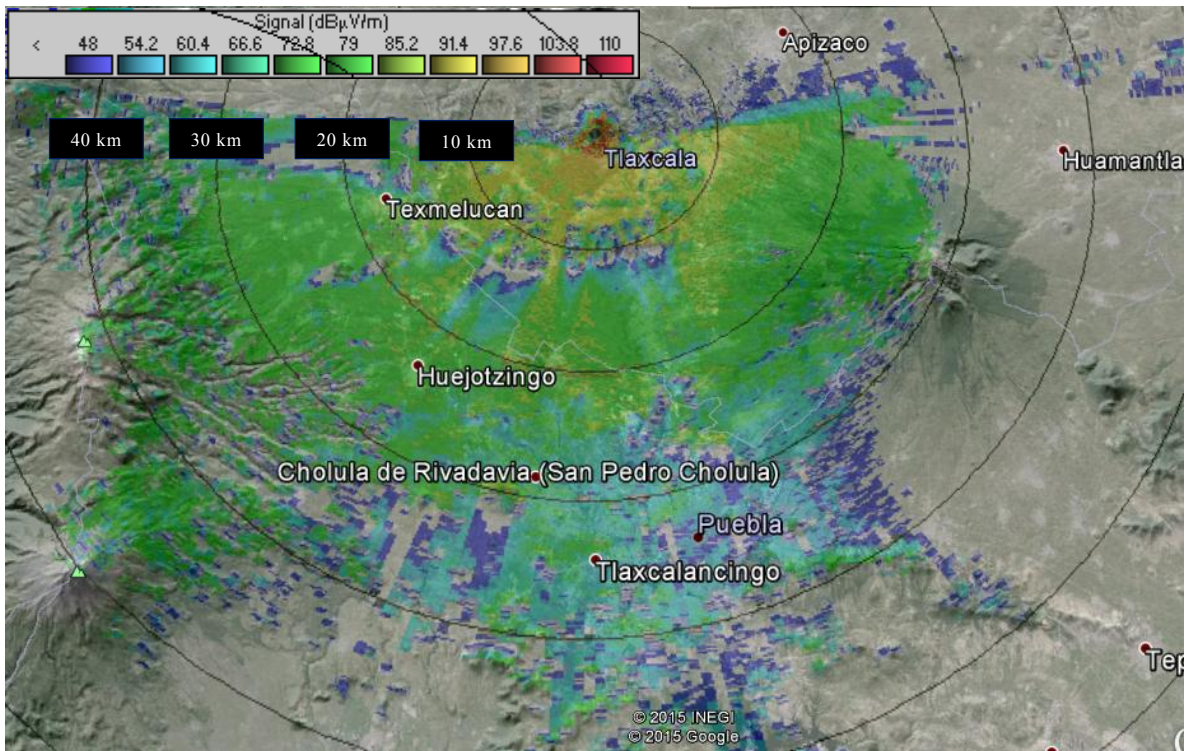 Signal (dBµV/m)
< 48 54.2 60.4 66.6 72.8 79 85.2 91.4 97.6 103.8 110
Apizaco
40 km 30 km 20 km 10 km
Tlaxcala
Huamantla
Texmelucan
Huejotzingo
Cholula de Rivadavia (San Pedro Cholula)
Puebla
Tlaxcalancingo
Tep
© 2015 INEGI
© 2015 Google